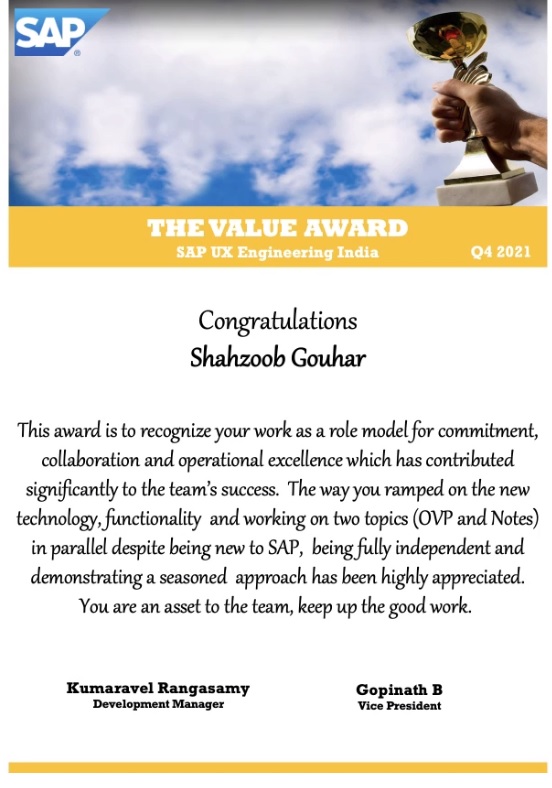 SAP
®
THE VALUE AWARD
SAP UX Engineering India
Q4 2021
Congratulations
Shahzoob Gouhar
This award is to recognize your work as a role model for commitment,
collaboration and operational excellence which has contributed
significantly to the team’s success. The way you ramped on the new
technology, functionality and working on two topics (OVP and Notes)
in parallel despite being new to SAP, being fully independent and
demonstrating a seasoned approach has been highly appreciated.
You are an asset to the team, keep up the good work.
Kumaravel Rangasamy
Development Manager
Gopinath B
Vice President